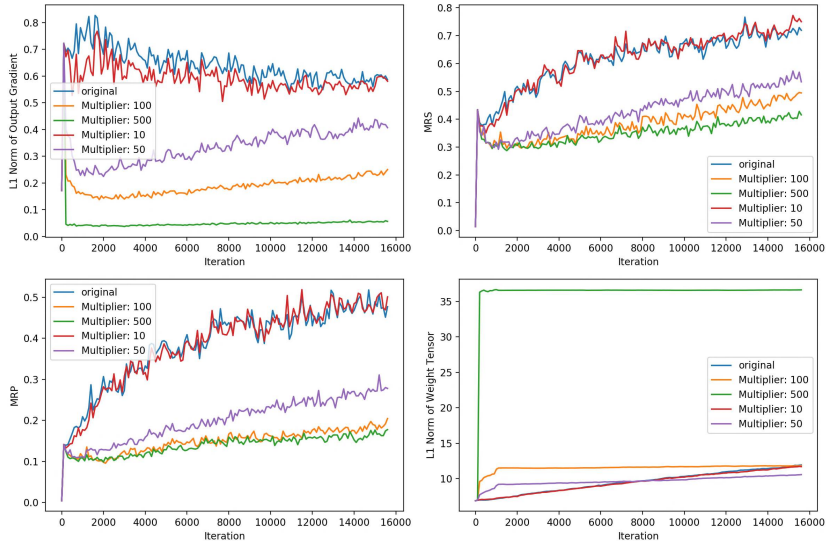 0.8
0.7
0.6
0.5
0.4
0.3
0.2
0.1
0.0
L1 Norm of Output Gradient
original
Multiplier: 100
Multiplier: 500
Multiplier: 10
Multiplier: 50
0 2000 4000 6000 8000 10000 12000 14000 16000
Iteration
0.8
0.7
0.6
0.5
0.4
0.3
0.2
0.1
0.0
MRS
original
Multiplier: 100
Multiplier: 500
Multiplier: 10
Multiplier: 50
0 2000 4000 6000 8000 10000 12000 14000 16000
Iteration
0.5
0.4
0.3
0.2
0.1
0.0
MRP
original
Multiplier: 100
Multiplier: 500
Multiplier: 10
Multiplier: 50
0 2000 4000 6000 8000 10000 12000 14000 16000
Iteration
35
30
25
20
15
10
L1 Norm of Weight Tensor
original
Multiplier: 100
Multiplier: 500
Multiplier: 10
Multiplier: 50
0 2000 4000 6000 8000 10000 12000 14000 16000
Iteration